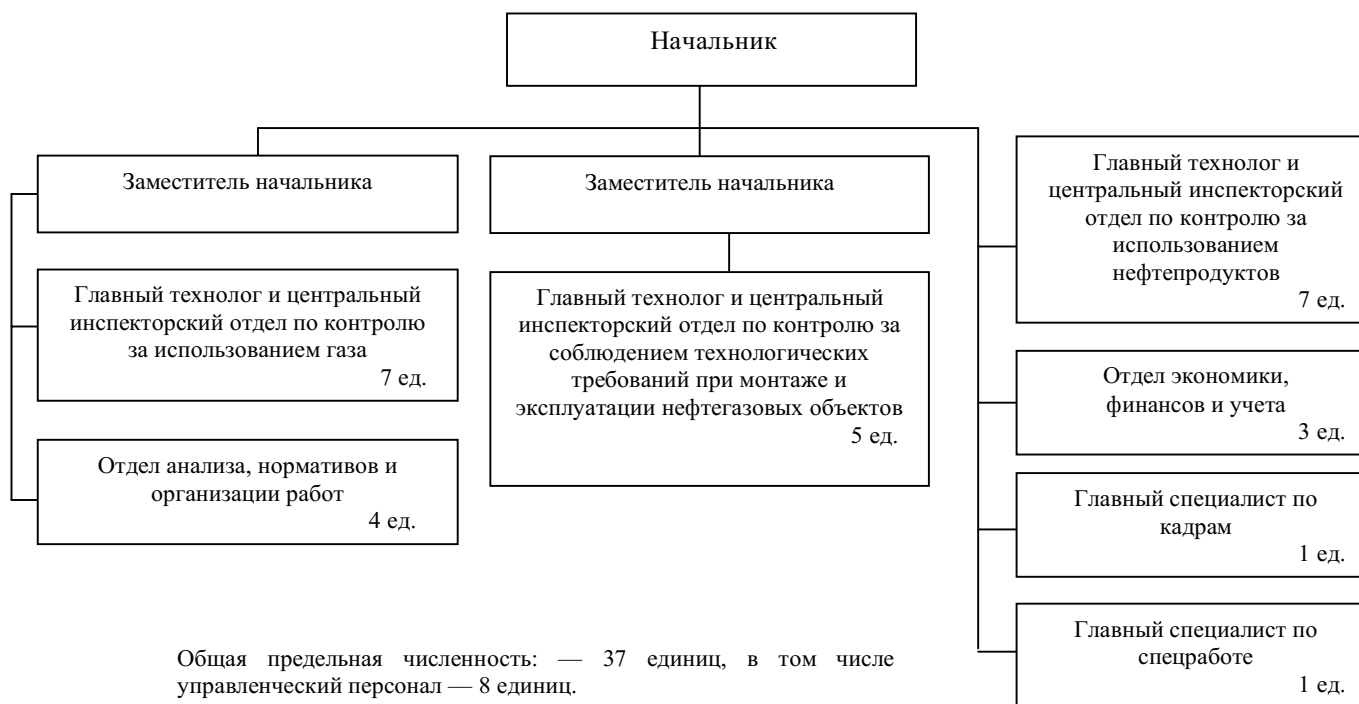 Начальник
Заместитель начальника
Главный технолог и центральный
инспекторский отдел по контролю
за использованием газа
7 ед.
Отдел анализа, нормативов и
организации работ
4 ед.
Заместитель начальника
Главный технолог и центральный
инспекторский отдел по контролю за
соблюдением технологических
требований при монтаже и
эксплуатации нефтегазовых объектов
5 ед.
Главный технолог и
центральный инспекторский
отдел по контролю за
использованием
нефтепродуктов
7 ед.
Отдел экономики,
финансов и учета
3 ед.
Главный специалист по
кадрам
1 ед.
Главный специалист по
спецработе
1 ед.
Общая предельная численность: — 37 единиц, в том числе
управленческий персонал — 8 единиц.